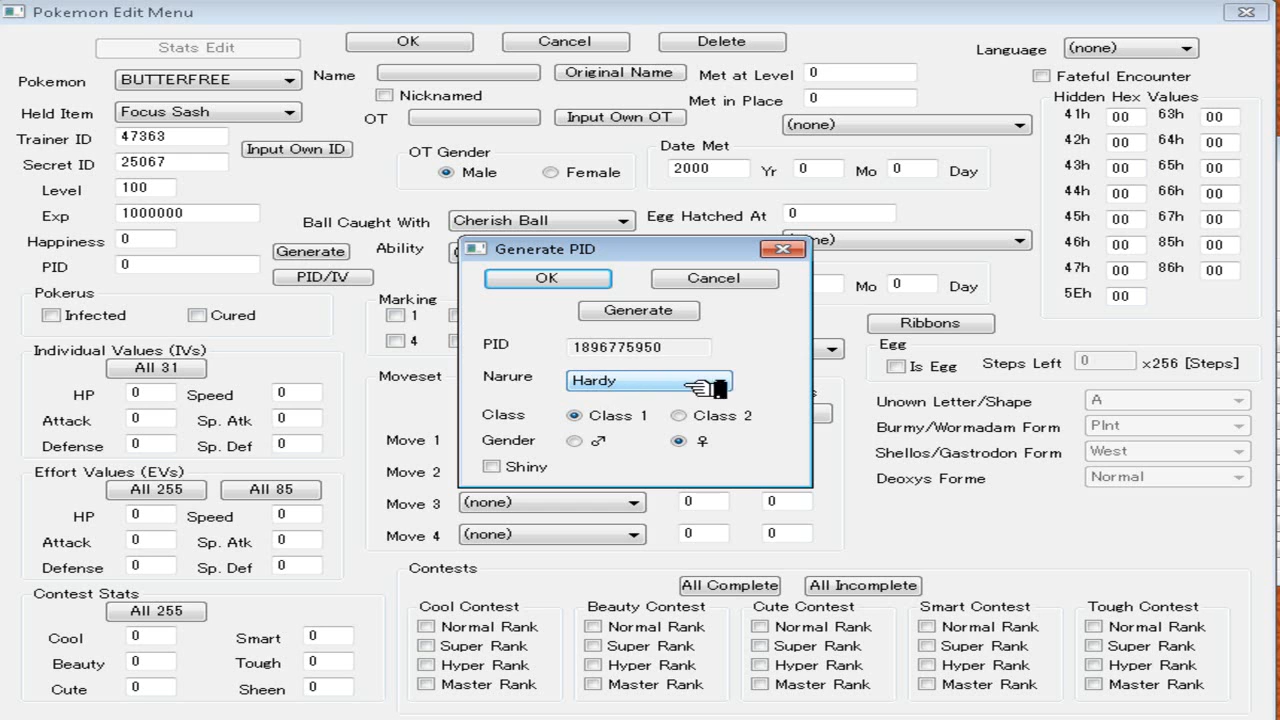 Pokemon Edit Menu
Stats Edit
OK
Cancel
Delete
Language
(none)
Pokemon
BUTTERFREE
Name
Original Name
Met at Level
0
Fateful Encounter
Nicknamed
Met in Place
0
Held Item
Focus Sash
OT
Input Own OT
(none)
Trainer ID
47363
Input Own ID
Secret ID
25067
OT Gender
Male
Female
Date Met
2000
Yr
0
Mo
0
Day
Level
100
Exp
1000000
Ball Caught With
Cherish Ball
Egg Hatched At
0
Happiness
0
Generate
Ability
ne)
PID
0
PID/IV
Mo
0
Day
Hidden Hex Values
41h 00 63h 00
42h 00 64h 00
43h 00 65h 00
44h 00 66h 00
45h 00 67h 00
46h 00 85h 00
47h 00 86h 00
5Eh 00
Pokerus
Infected
Cured
Marking
1
4
Ribbons
Generate PID
OK
Cancel
Generate
PID
1896775950
Narure
Hardy
Class
Class 1
Class 2
Gender
♂
♀
Shiny
Individual Values (IVs)
All 31
HP 0 Speed 0
Attack 0 Sp. Atk 0
Defense 0 Sp. Def 0
Effort Values (EVs)
All 255
All 85
HP 0 Speed 0
Attack 0 Sp. Atk 0
Defense 0 Sp. Def 0
Contest Stats
All 255
Cool 0 Smart 0
Beauty 0 Tough 0
Cute 0 Sheen 0
Moveset
Move 1
Move 2
Move 3 (none) 0 0
Move 4 (none) 0 0
Egg
Is Egg
Steps Left
0
x256 [Steps]
Unown Letter/Shape
A
Burmy/Wormadam Form
Plnt
Shellos/Gastrodon Form
West
Deoxys Forme
Normal
Contests
All Complete
All Incomplete
Cool Contest
Normal Rank
Super Rank
Hyper Rank
Master Rank
Beauty Contest
Normal Rank
Super Rank
Hyper Rank
Master Rank
Cute Contest
Normal Rank
Super Rank
Hyper Rank
Master Rank
Smart Contest
Normal Rank
Super Rank
Hyper Rank
Master Rank
Tough Contest
Normal Rank
Super Rank
Hyper Rank
Master Rank